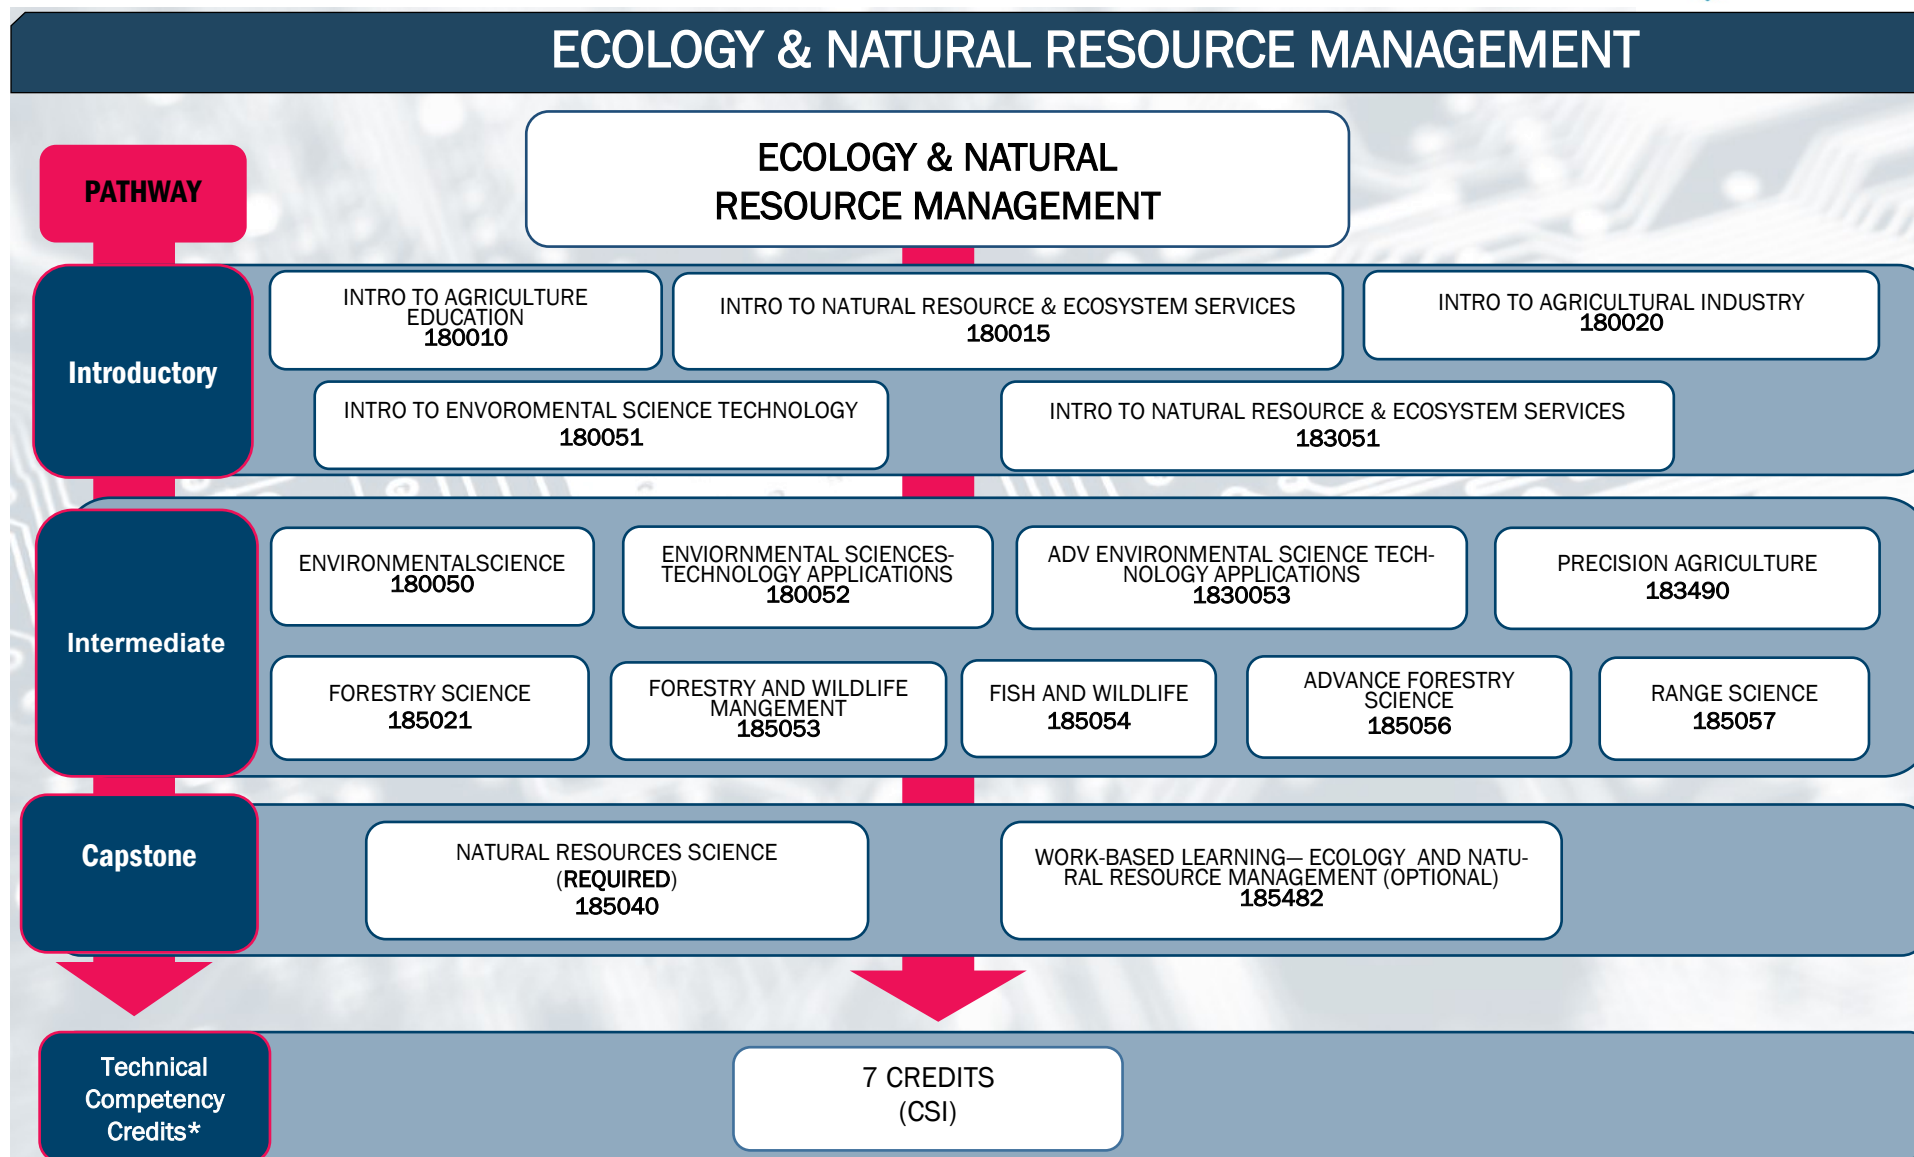 ECOLOGY & NATURAL RESOURCE MANAGEMENT
PATHWAY
ECOLOGY & NATURAL
RESOURCE MANAGEMENT
Introductory
INTRO TO AGRICULTURE
EDUCATION
180010
INTRO TO NATURAL RESOURCE & ECOSYSTEM SERVICES
180015
INTRO TO AGRICULTURAL INDUSTRY
180020
INTRO TO ENVOROMENTAL SCIENCE TECHNOLOGY
180051
INTRO TO NATURAL RESOURCE & ECOSYSTEM SERVICES
183051
Intermediate
ENVIRONMENTALSCIENCE
180050
ENVIORNMENTAL SCIENCES-
TECHNOLOGY APPLICATIONS
180052
ADV ENVIRONMENTAL SCIENCE TECH-
NOLOGY APPLICATIONS
1830053
PRECISION AGRICULTURE
183490
FORESTRY SCIENCE
185021
FORESTRY AND WILDLIFE
MANGEMENT
185053
FISH AND WILDLIFE
185054
ADVANCE FORESTRY
SCIENCE
185056
RANGE SCIENCE
185057
Capstone
NATURAL RESOURCES SCIENCE
(REQUIRED)
185040
WORK-BASED LEARNING— ECOLOGY AND NATU-
RAL RESOURCE MANAGEMENT (OPTIONAL)
185482
Technical
Competency
Credits*
7 CREDITS
(CSI)